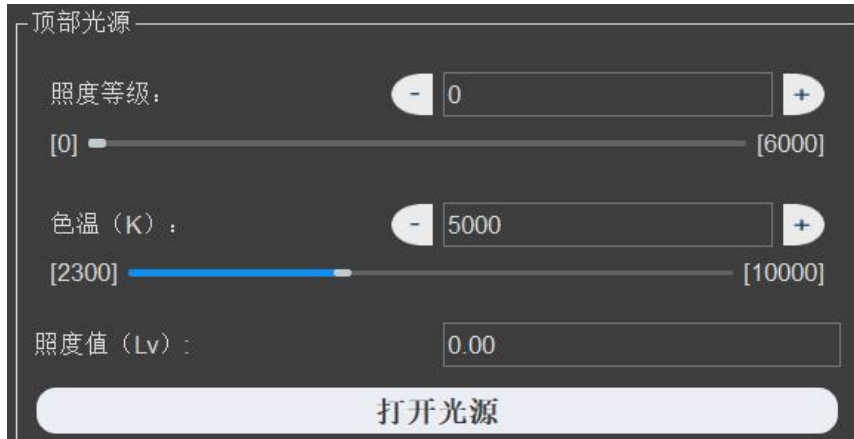 顶部光源
照度等级： - 0 +
[0] [6000]
色温（K）： - 5000 +
[2300] [10000]
照度值（Lv）: 0.00
打开光源